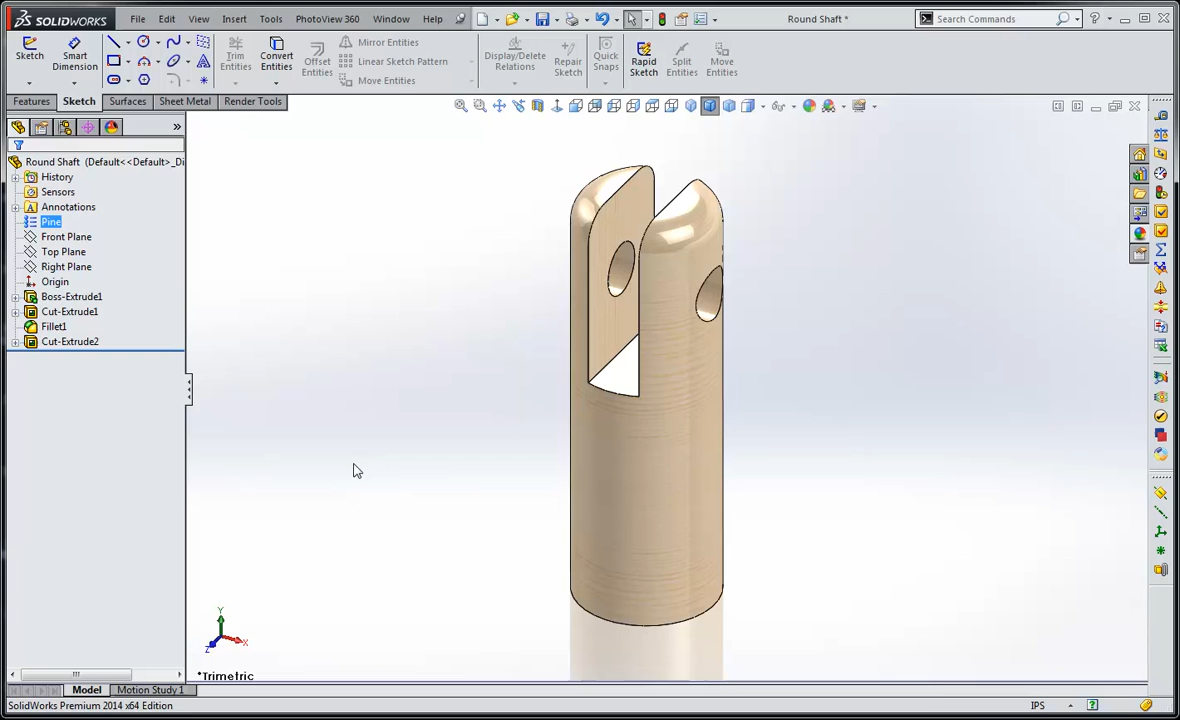 SOLIDWORKS File Edit View Insert Tools PhotoView 360 Window Help Round Shaft * Search Commands
Sketch Smart Dimension Trim Entities Convert Entities Offset Entities Mirror Entities Linear Sketch Pattern Move Entities Display/Delete Relations Repair Sketch Quick Snaps Rapid Sketch Split Entities Move Entities
Features Sketch Surfaces Sheet Metal Render Tools
Round Shaft (Default<<Default>_Di
History
Sensors
Annotations
Pine
Front Plane
Top Plane
Right Plane
Origin
Boss-Extrude1
Cut-Extrude1
Fillet1
Cut-Extrude2
Y
X
Z
*Trimetric
Model Motion Study 1
SolidWorks Premium 2014 x64 Edition IPS